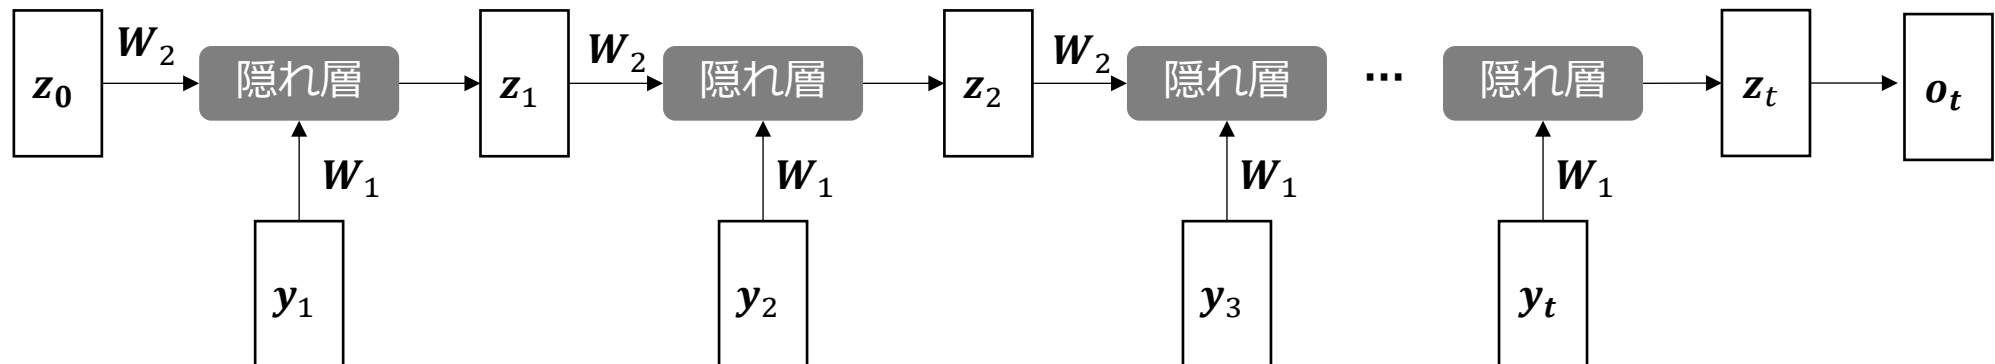 z₀ W₂ 隠れ層 z₁ W₂ 隠れ層 z₂ W₂ 隠れ層 … 隠れ層 zₜ oₜ
W₁ W₁ W₁ W₁
y₁ y₂ y₃ yₜ